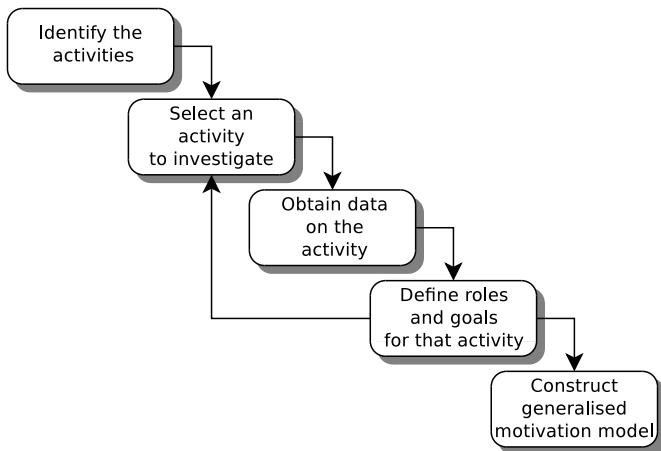 Identify the
activities
Select an
activity
to investigate
Obtain data
on the
activity
Define roles
and goals
for that activity
Construct
generalised
motivation model